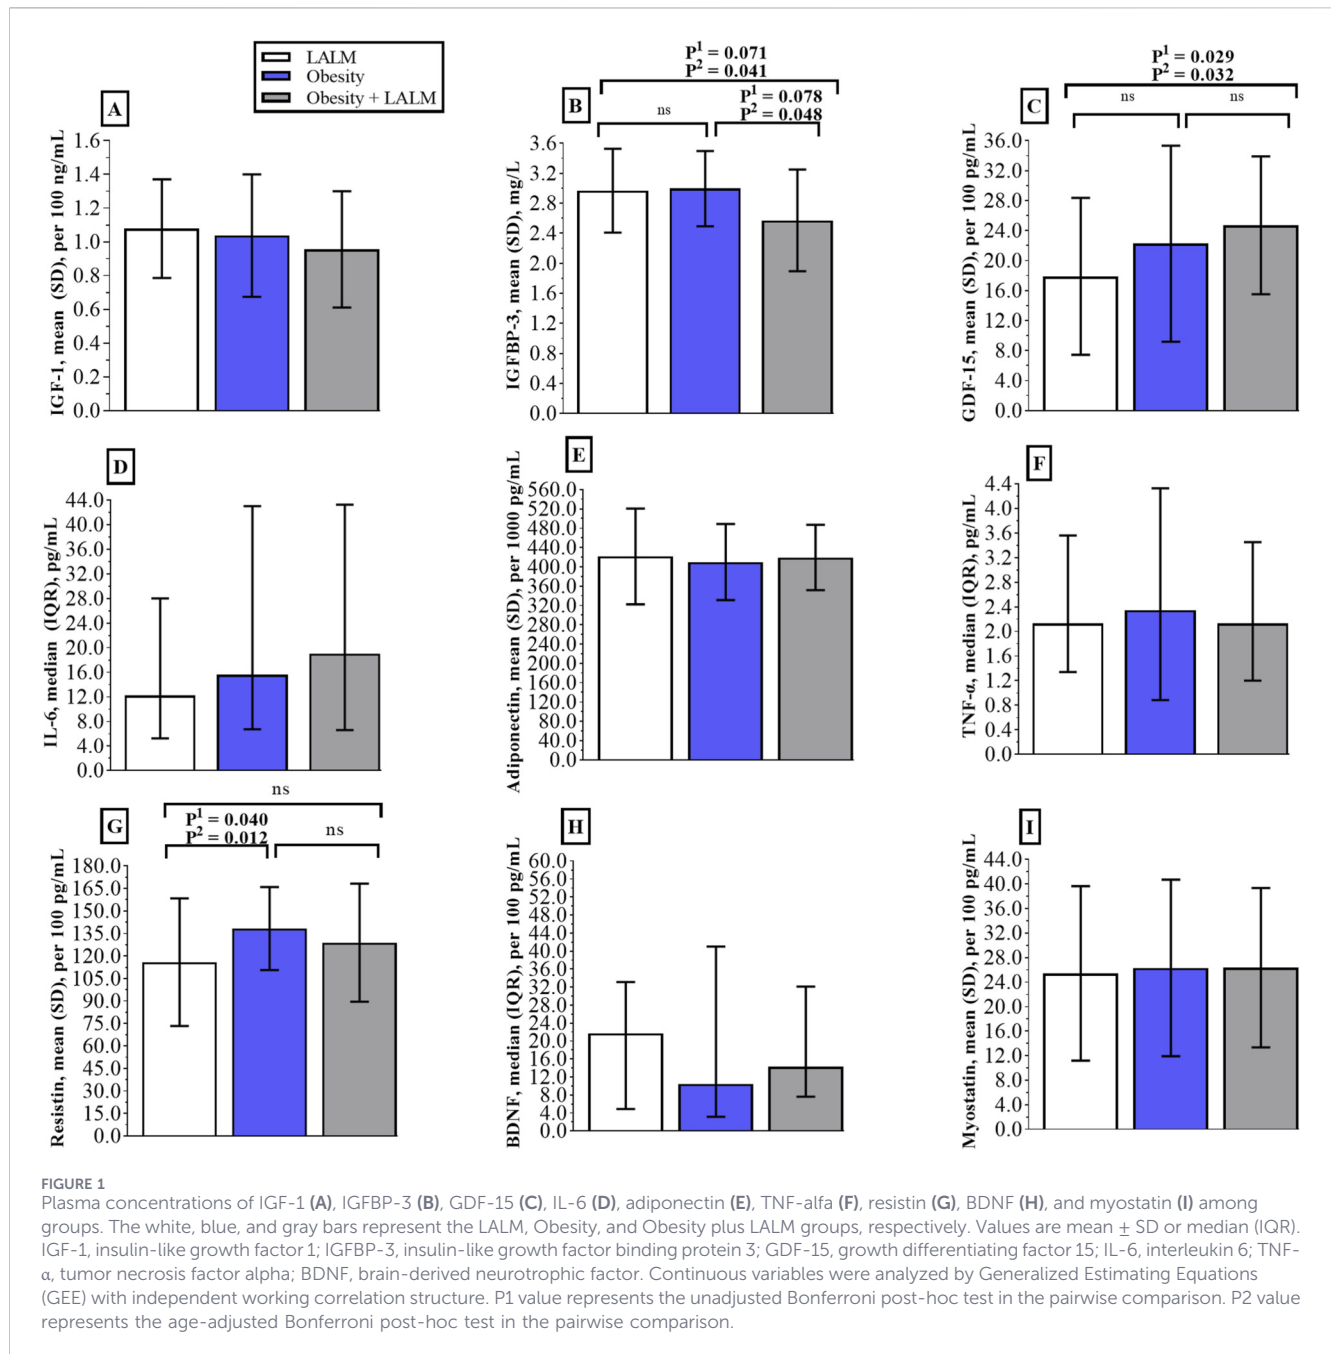 LALM
Obesity
Obesity + LALM
A
IGF-1, mean (SD), per 100 ng/mL
1.6
1.4
1.2
1.0
0.8
0.6
0.4
0.2
0.0
B
P1 = 0.071
P2 = 0.041
ns
P1 = 0.078
P2 = 0.048
IGFBP-3, mean (SD), mg/L
3.6
3.2
2.8
2.4
2.0
1.6
1.2
0.8
0.4
0.0
C
P1 = 0.029
P2 = 0.032
ns
ns
GDF-15, mean (SD), per 100 pg/mL
36.0
32.0
28.0
24.0
20.0
16.0
12.0
8.0
4.0
0.0
D
IL-6, median (IQR), pg/mL
44.0
40.0
36.0
32.0
28.0
24.0
20.0
16.0
12.0
8.0
4.0
0.0
E
Adiponectin, mean (SD), per 1000 pg/mL
560.0
520.0
480.0
440.0
400.0
360.0
320.0
280.0
240.0
200.0
160.0
120.0
80.0
40.0
0.0
F
TNF-α, median (IQR), pg/mL
4.4
4.0
3.6
3.2
2.8
2.4
2.0
1.6
1.2
0.8
0.4
0.0
G
ns
P1 = 0.040
P2 = 0.012
ns
Resistin, mean (SD), per 100 pg/mL
180.0
165.0
150.0
135.0
120.0
105.0
90.0
75.0
60.0
45.0
30.0
15.0
0.0
H
BDNF, median (IQR), per 100 pg/mL
60.0
56.0
52.0
48.0
44.0
40.0
36.0
32.0
28.0
24.0
20.0
16.0
12.0
8.0
4.0
0.0
I
Myostatin, mean (SD), per 100 pg/mL
44.0
40.0
36.0
32.0
28.0
24.0
20.0
16.0
12.0
8.0
4.0
0.0
FIGURE 1
Plasma concentrations of IGF-1 (A), IGFBP-3 (B), GDF-15 (C), IL-6 (D), adiponectin (E), TNF-alfa (F), resistin (G), BDNF (H), and myostatin (I) among
groups. The white, blue, and gray bars represent the LALM, Obesity, and Obesity plus LALM groups, respectively. Values are mean ± SD or median (IQR).
IGF-1, insulin-like growth factor 1; IGFBP-3, insulin-like growth factor binding protein 3; GDF-15, growth differentiating factor 15; IL-6, interleukin 6; TNF-
α, tumor necrosis factor alpha; BDNF, brain-derived neurotrophic factor. Continuous variables were analyzed by Generalized Estimating Equations
(GEE) with independent working correlation structure. P1 value represents the unadjusted Bonferroni post-hoc test in the pairwise comparison. P2 value
represents the age-adjusted Bonferroni post-hoc test in the pairwise comparison.